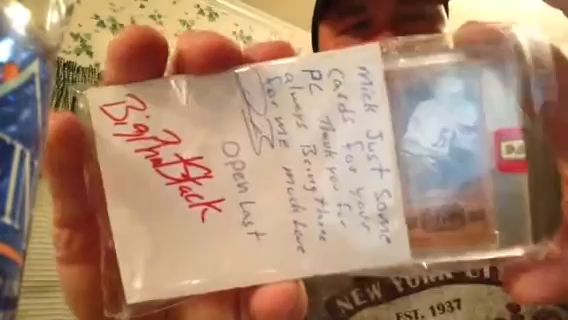 Mick Just Some
Cards for your
PC Thank you for
always Being there
for me much Love
Open Last
NEW YORK CITY
EST. 1937